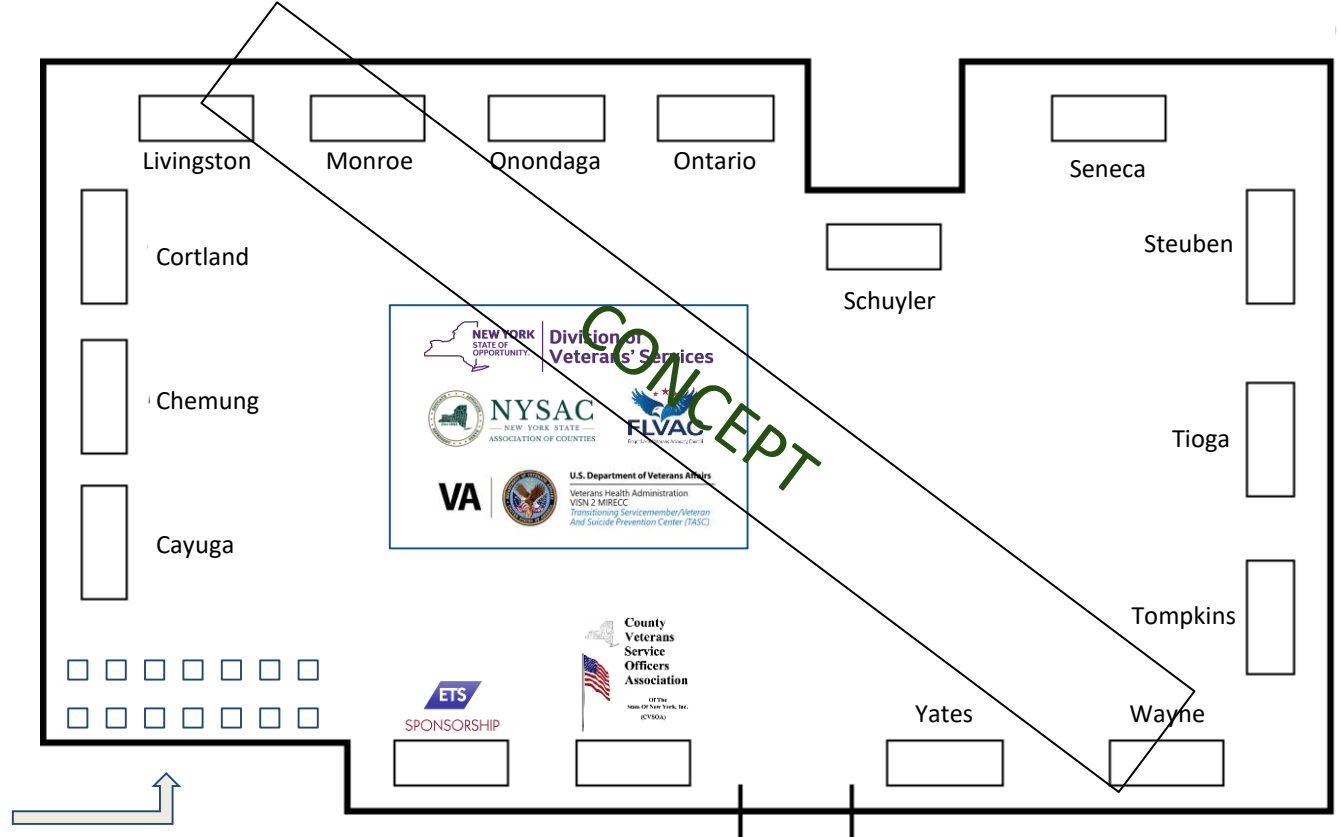 Livingston
Monroe
Onondaga
Ontario
Seneca
Cortland
Steuben
Schuyler
NEW YORK
STATE OF
OPPORTUNITY.
Division of
Veterans' Services
CONCEPT
Chemung
NYSAC
NEW YORK STATE
ASSOCIATION OF COUNTIES
FLVAC
Tioga
VA
U.S. Department of Veterans Affairs
Veterans Health Administration
VISN 2 MIRECC
Transitioning Servicemember/Veteran
And Suicide Prevention Center (TASC)
Cayuga
Tompkins
County
Veterans
Service
Officers
Association
Of The
State Of New York, Inc.
(CVSOA)
ETS
SPONSORSHIP
Yates
Wayne